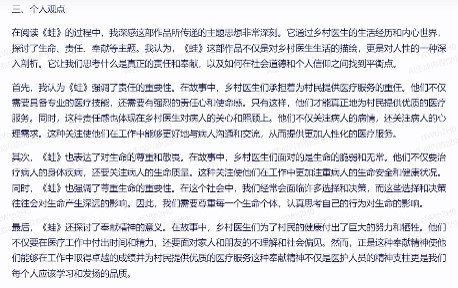 三、个人观点
在阅读《蛙》的过程中，我深感这部作品所传递的主题思想非常深刻。它通过乡村医生的生活经历和内心世界，
探讨了生命、责任、奉献等主题。我认为，《蛙》这部作品不仅是对乡村医生生活的描绘，更是对人性的一种深
入剖析。它让我们思考什么是真正的责任和奉献，以及如何在社会道德和个人信仰之间找到平衡点。
首先，我认为《蛙》强调了责任的重要性。在故事中，乡村医生们承担着为村民提供医疗服务的重任。他们不仅
需要具备专业的医疗技能，还需要有强烈的责任心和使命感。只有这样，他们才能真正地为村民提供优质的医疗
服务。同时，这种责任感也体现在乡村医生对病人的关心和照顾上。他们不仅关注病人的病情，还关注病人的心
理需求。这种关注使他们在工作中能够更好地与病人沟通和交流，从而提供更加人性化的医疗服务。
其次，《蛙》也表达了对生命的尊重和敬畏。在故事中，乡村医生们面对的是生命的脆弱和无常。他们不仅要治
疗病人的身体疾病，还要关注病人的生命质量。这种关注使他们在工作中更加注重病人的生命安全和健康状况。
同时，《蛙》也强调了尊重生命的重要性。在这个社会中，我们经常会面临许多选择和决策，而这些选择和决策
往往会对生命产生深远的影响。因此，我们需要尊重每一个生命个体，认真思考自己的行为对生命的影响。
最后，《蛙》还探讨了奉献精神的意义。在故事中，乡村医生们为了村民的健康付出了巨大的努力和牺牲。他们
不仅要在医疗工作中付出时间和精力，还要面对家人和朋友的不理解和社会偏见。然而，正是这种奉献精神使他
们能够在工作中取得卓越的成绩并为村民提供优质的医疗服务这种奉献精神不仅是医护人员的精神支柱更是我们
每个人应该学习和发扬的品质。